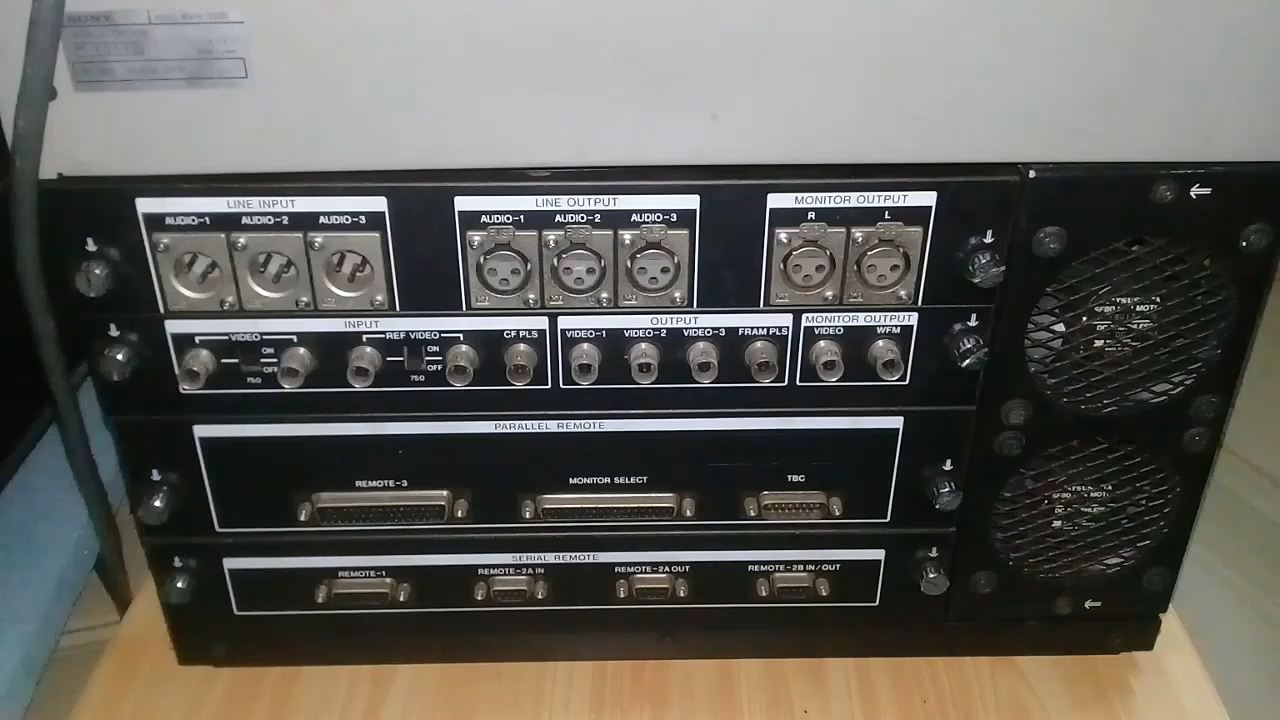 SONY
LINE INPUT
AUDIO-1 AUDIO-2 AUDIO-3
LINE OUTPUT
AUDIO-1 AUDIO-2 AUDIO-3
MONITOR OUTPUT
R L
INPUT
VIDEO
ON
OFF
75Ω
REF VIDEO
ON
OFF
75Ω
CF PLS
OUTPUT
VIDEO-1 VIDEO-2 VIDEO-3 FRAM PLS
MONITOR OUTPUT
VIDEO WFM
PARALLEL REMOTE
REMOTE-3 MONITOR SELECT TBC
SERIAL REMOTE
REMOTE-1 REMOTE-2A IN REMOTE-2A OUT REMOTE-2B IN/OUT